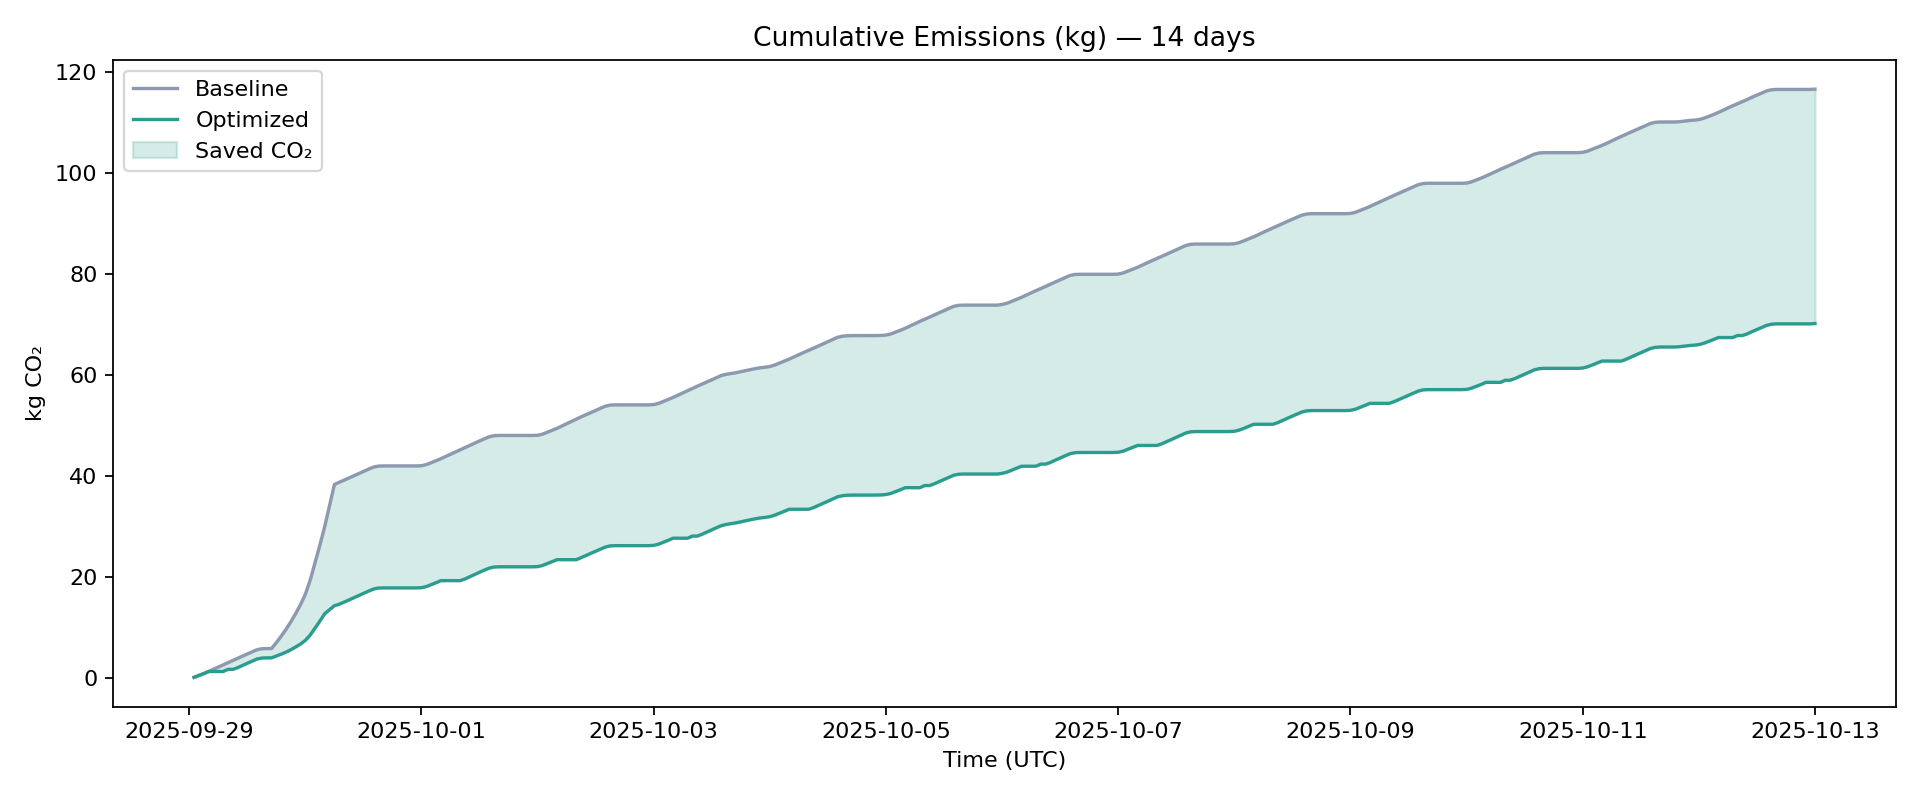 Cumulative Emissions (kg) — 14 days
120
100
80
60
40
20
0
kg CO₂
Baseline
Optimized
Saved CO₂
2025-09-29 2025-10-01 2025-10-03 2025-10-05 2025-10-07 2025-10-09 2025-10-11 2025-10-13
Time (UTC)